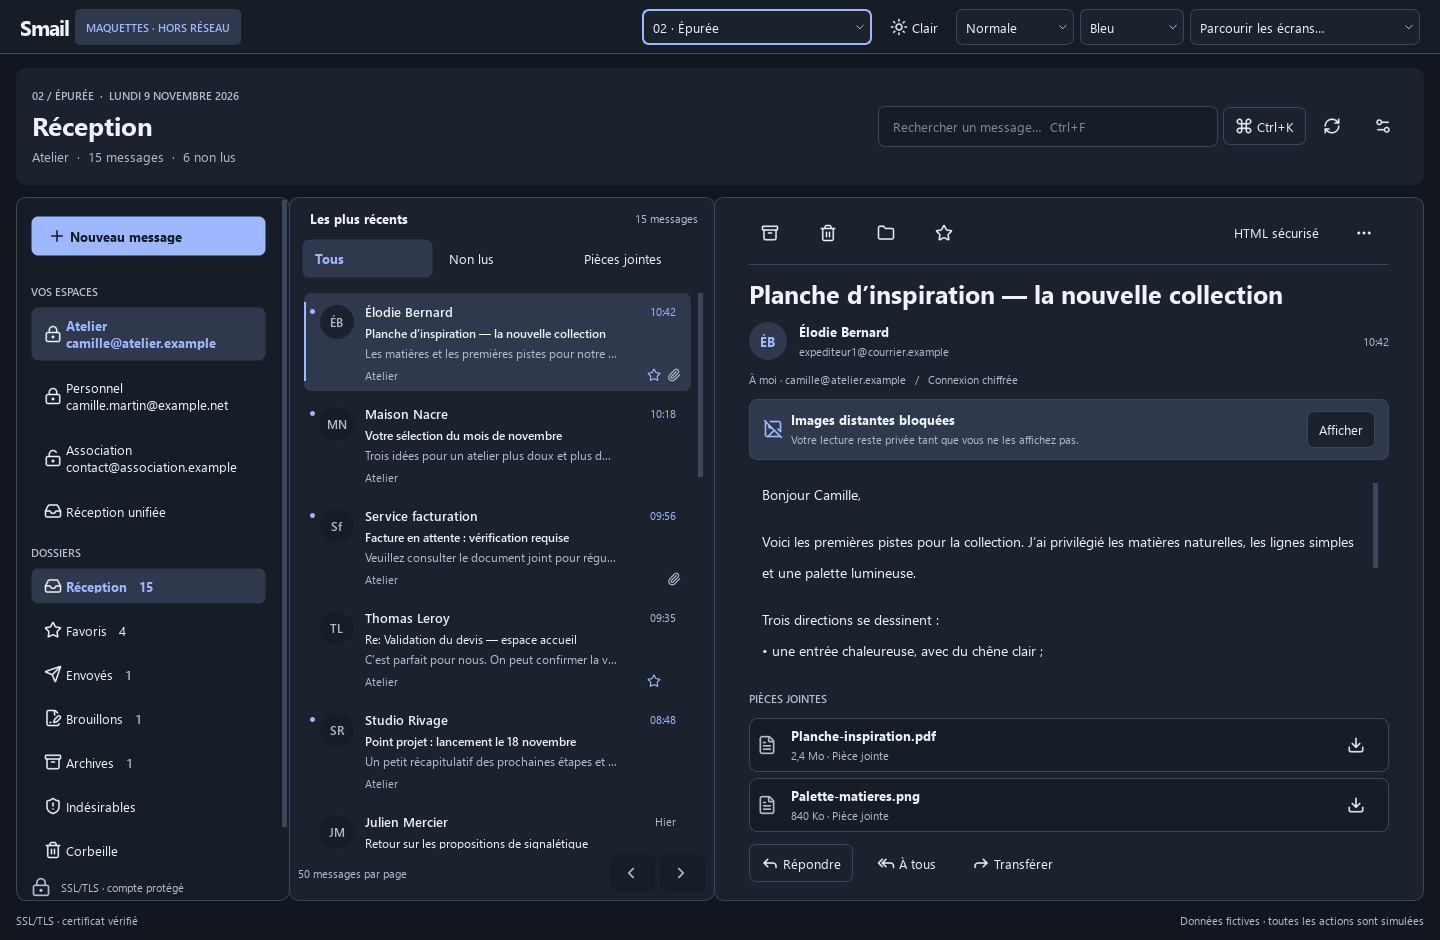 Smail
MAQUETTES · HORS RÉSEAU
02 · Épurée
Clair
Normale
Bleu
Parcourir les écrans...
02 / ÉPURÉE · LUNDI 9 NOVEMBRE 2026
Réception
Atelier · 15 messages · 6 non lus
Rechercher un message... Ctrl+F
Ctrl+K
Nouveau message
VOS ESPACES
Atelier
camille@atelier.example
Personnel
camille.martin@example.net
Association
contact@association.example
Réception unifiée
DOSSIERS
Réception 15
Favoris 4
Envoyés 1
Brouillons 1
Archives 1
Indésirables
Corbeille
SSL/TLS · compte protégé
Les plus récents
15 messages
Tous
Non lus
Pièces jointes
ÉB
Élodie Bernard
10:42
Planche d’inspiration — la nouvelle collection
Les matières et les premières pistes pour notre ...
Atelier
MN
Maison Nacre
10:18
Votre sélection du mois de novembre
Trois idées pour un atelier plus doux et plus d...
Atelier
Sf
Service facturation
09:56
Facture en attente : vérification requise
Veuillez consulter le document joint pour régu...
Atelier
TL
Thomas Leroy
09:35
Re: Validation du devis — espace accueil
C’est parfait pour nous. On peut confirmer la v...
Atelier
SR
Studio Rivage
08:48
Point projet : lancement le 18 novembre
Un petit récapitulatif des prochaines étapes et ...
Atelier
JM
Julien Mercier
Hier
Retour sur les propositions de signalétique
50 messages par page
HTML sécurisé
Planche d’inspiration — la nouvelle collection
ÉB
Élodie Bernard
expediteur1@courrier.example
10:42
À moi · camille@atelier.example / Connexion chiffrée
Images distantes bloquées
Votre lecture reste privée tant que vous ne les affichez pas.
Afficher
Bonjour Camille,
Voici les premières pistes pour la collection. J’ai privilégié les matières naturelles, les lignes simples
et une palette lumineuse.
Trois directions se dessinent :
• une entrée chaleureuse, avec du chêne clair ;
PIÈCES JOINTES
Planche-inspiration.pdf
2,4 Mo · Pièce jointe
Palette-matieres.png
840 Ko · Pièce jointe
Répondre
À tous
Transférer
SSL/TLS · certificat vérifié
Données fictives · toutes les actions sont simulées